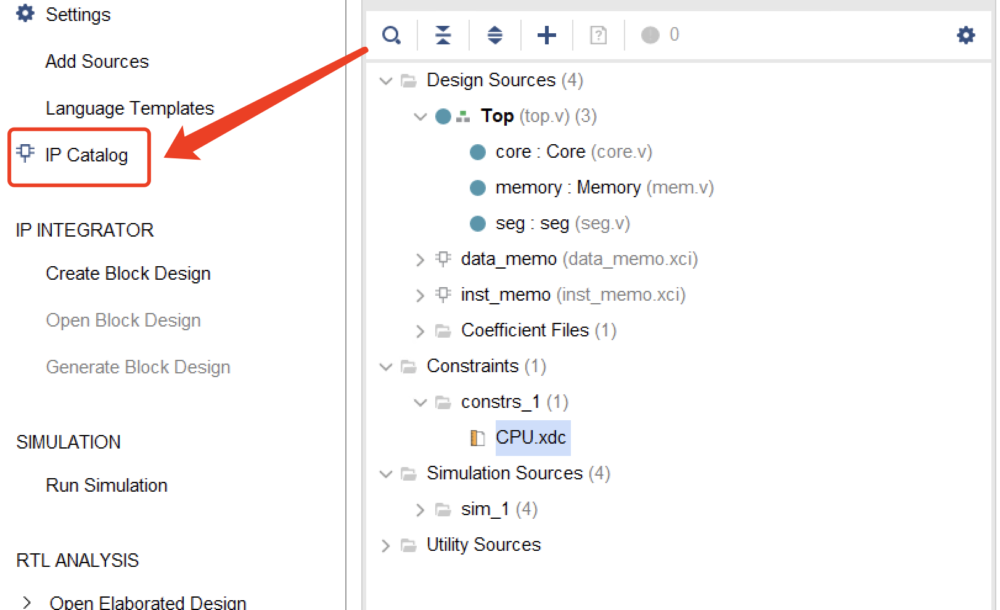 Settings
Add Sources
Language Templates
IP Catalog
IP INTEGRATOR
Create Block Design
Open Block Design
Generate Block Design
SIMULATION
Run Simulation
RTL ANALYSIS
Open Elaborated Design
0
Design Sources (4)
Top (top.v) (3)
core : Core (core.v)
memory : Memory (mem.v)
seg : seg (seg.v)
data_memo (data_memo.xci)
inst_memo (inst_memo.xci)
Coefficient Files (1)
Constraints (1)
constrs_1 (1)
CPU.xdc
Simulation Sources (4)
sim_1 (4)
Utility Sources